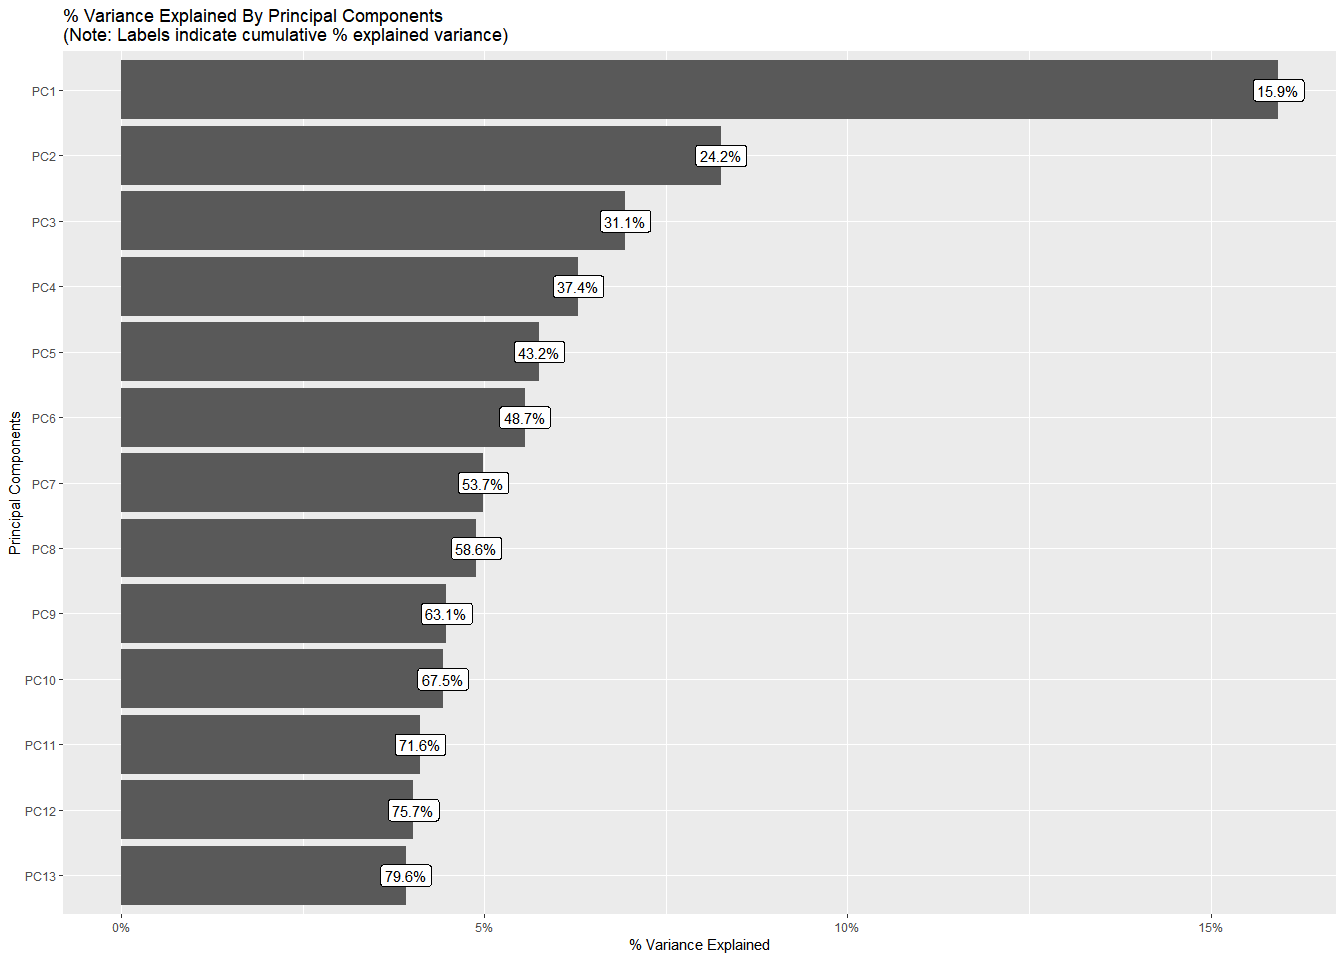 % Variance Explained By Principal Components
(Note: Labels indicate cumulative % explained variance)
Principal Components
PC1 15.9%
PC2 24.2%
PC3 31.1%
PC4 37.4%
PC5 43.2%
PC6 48.7%
PC7 53.7%
PC8 58.6%
PC9 63.1%
PC10 67.5%
PC11 71.6%
PC12 75.7%
PC13 79.6%
0% 5% 10% 15%
% Variance Explained